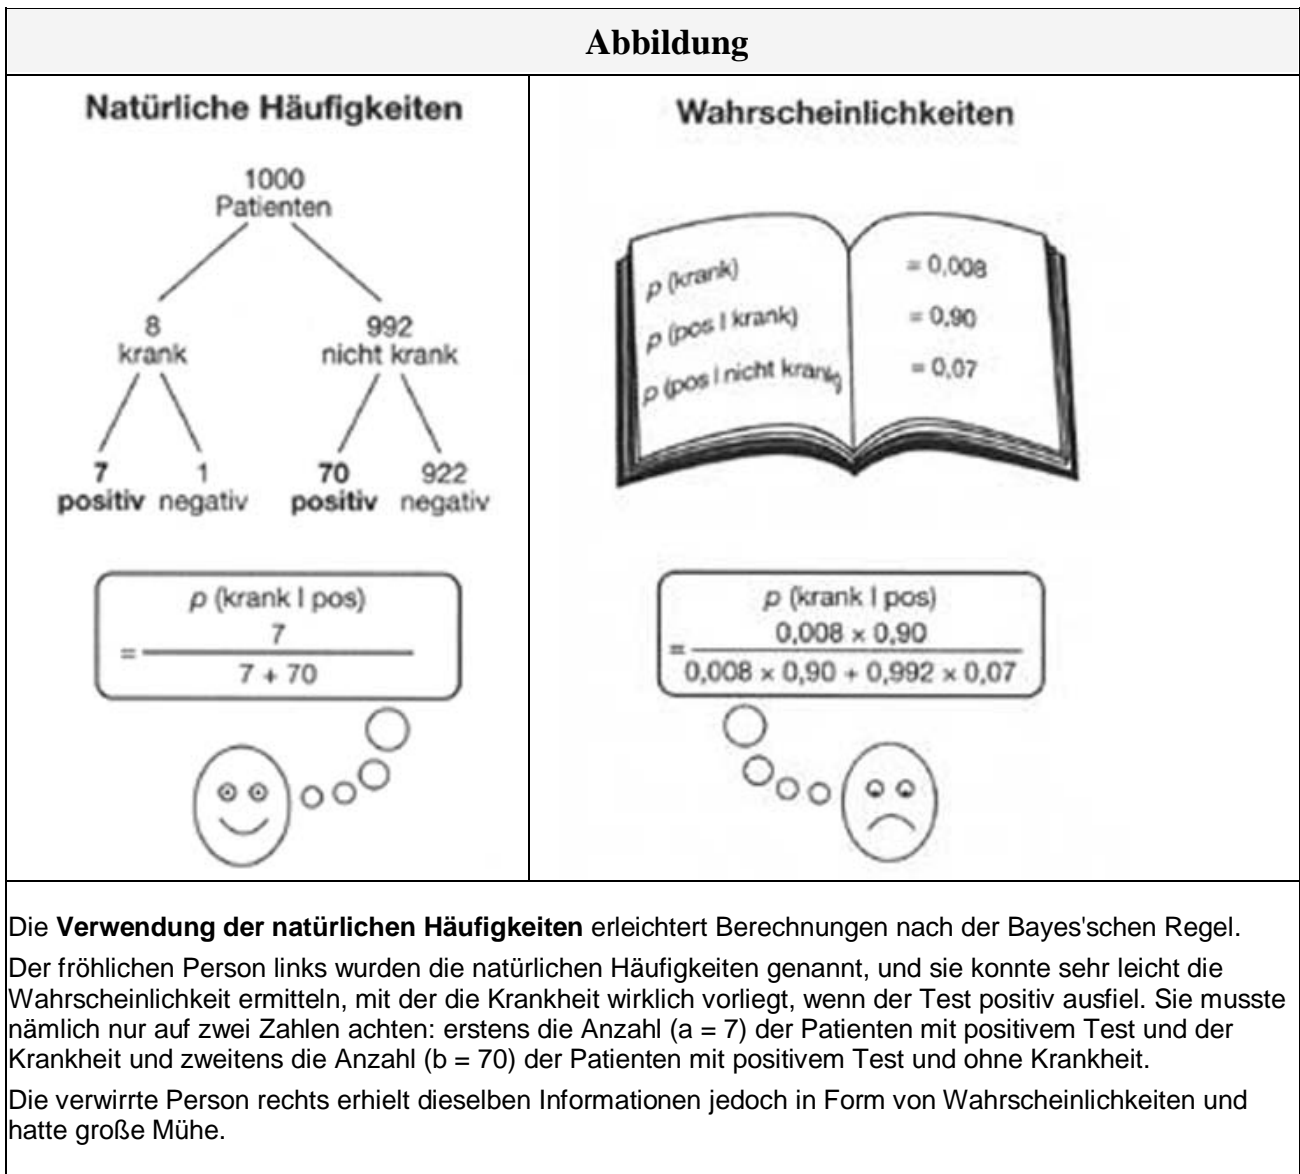 Abbildung
Natürliche Häufigkeiten
1000
Patienten
8
krank
992
nicht krank
7
positiv
1
negativ
70
positiv
922
negativ
p (krank | pos)
=
7
7 + 70
Wahrscheinlichkeiten
p (krank) = 0,008
p (pos | krank) = 0,90
p (pos | nicht krank) = 0,07
p (krank | pos)
=
0,008 × 0,90
0,008 × 0,90 + 0,992 × 0,07
Die Verwendung der natürlichen Häufigkeiten erleichtert Berechnungen nach der Bayes'schen Regel.
Der fröhlichen Person links wurden die natürlichen Häufigkeiten genannt, und sie konnte sehr leicht die
Wahrscheinlichkeit ermitteln, mit der die Krankheit wirklich vorliegt, wenn der Test positiv ausfiel. Sie musste
nämlich nur auf zwei Zahlen achten: erstens die Anzahl (a = 7) der Patienten mit positivem Test und der
Krankheit und zweitens die Anzahl (b = 70) der Patienten mit positivem Test und ohne Krankheit.
Die verwirrte Person rechts erhielt dieselben Informationen jedoch in Form von Wahrscheinlichkeiten und
hatte große Mühe.